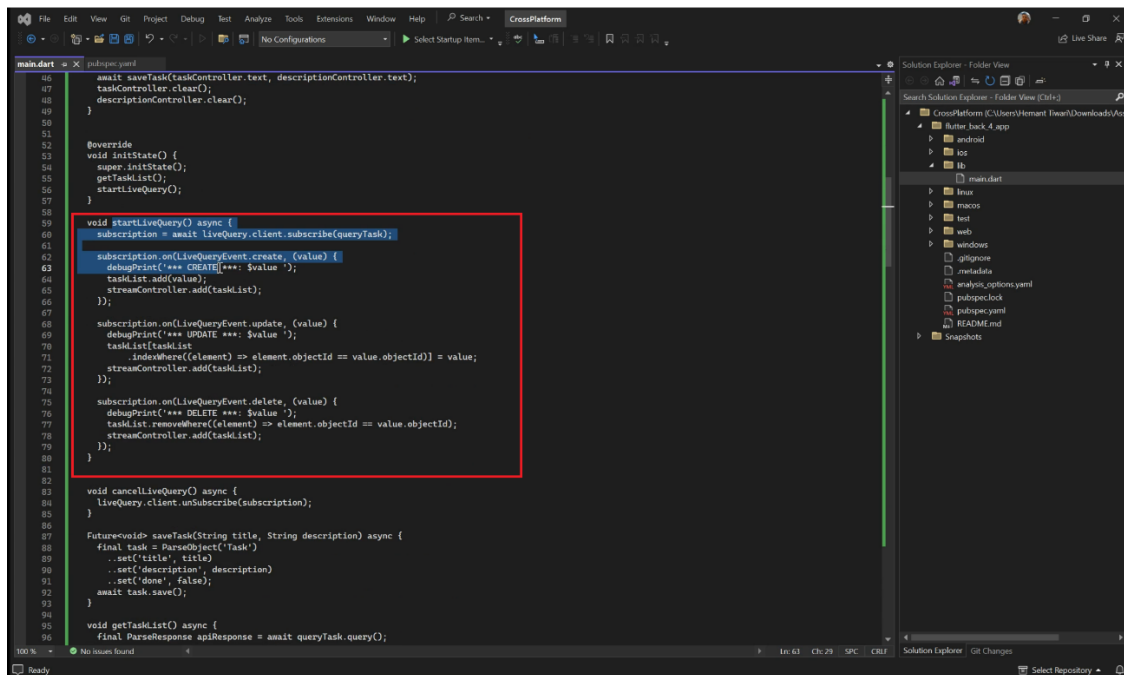 File Edit View Git Project Debug Test Analyze Tools Extensions Window Help Search CrossPlatform
No Configurations Select Startup Item... Live Share
main.dart pubspec.yaml
46 await saveTask(taskController.text, descriptionController.text);
47 taskController.clear();
48 descriptionController.clear();
49 }
50
51
52 @override
53 void initState() {
54 super.initState();
55 getTaskList();
56 startLiveQuery();
57 }
58
59 void startLiveQuery() async {
60 subscription = await liveQuery.client.subscribe(queryTask);
61
62 subscription.on(LiveQueryEvent.create, (value) {
63 debugPrint('*** CREATE ***: $value ');
64 taskList.add(value);
65 streamController.add(taskList);
66 });
67
68 subscription.on(LiveQueryEvent.update, (value) {
69 debugPrint('*** UPDATE ***: $value ');
70 taskList[taskList
71 .indexWhere((element) => element.objectId == value.objectId)] = value;
72 streamController.add(taskList);
73 });
74
75 subscription.on(LiveQueryEvent.delete, (value) {
76 debugPrint('*** DELETE ***: $value ');
77 taskList.removeWhere((element) => element.objectId == value.objectId);
78 streamController.add(taskList);
79 });
80 }
81
82
83 void cancelLiveQuery() async {
84 liveQuery.client.unSubscribe(subscription);
85 }
86
87 Future<void> saveTask(String title, String description) async {
88 final task = ParseObject('Task')
89 ..set('title', title)
90 ..set('description', description)
91 ..set('done', false);
92 await task.save();
93 }
94
95 void getTaskList() async {
96 final ParseResponse apiResponse = await queryTask.query();
100 % No issues found Ln: 63 Ch: 29 SPC CRLF
Ready
Solution Explorer - Folder View
Search Solution Explorer - Folder View (Ctrl+;)
CrossPlatform (C:\Users\Hemant Tiwari\Downloads\As
flutter_back_4_app
android
ios
lib
main.dart
linux
macos
test
web
windows
.gitignore
.metadata
analysis_options.yaml
pubspec.lock
pubspec.yaml
README.md
Snapshots
Solution Explorer Git Changes
Select Repository